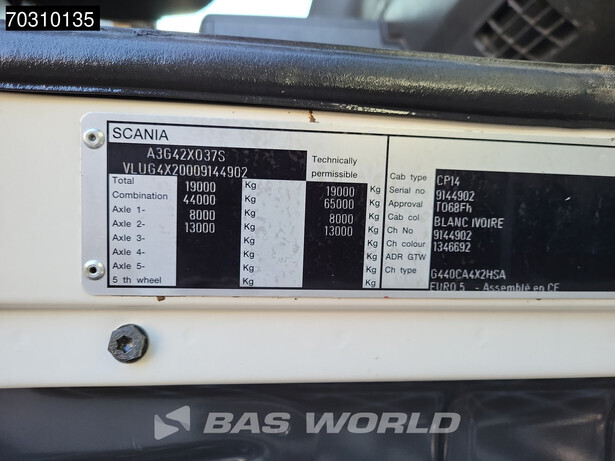 70310135
SCANIA
A3G42X037S
VLUG4X20009144902
Technically permissible
Total 19000 Kg 19000 Kg
Combination 44000 Kg 65000 Kg
Axle 1- 8000 Kg 8000 Kg
Axle 2- 13000 Kg 13000 Kg
Axle 3- Kg Kg
Axle 4- Kg Kg
Axle 5- Kg Kg
5 th wheel Kg Kg
Cab type CP14
Serial no. 9144902
Approval T068Fh
Cab col BLANC IVOIRE
Ch No 9144902
Ch colour 1346692
ADR GTW
Ch type G440CA4X2HSA
EURO 5 - Assemblé en CE
BAS WORLD